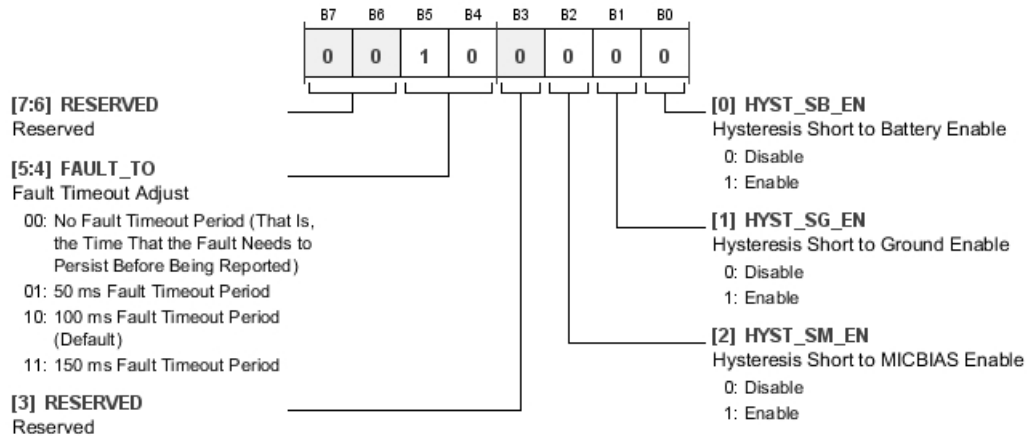 B7 B6 B5 B4 B3 B2 B1 B0
0 0 1 0 0 0 0 0
[7:6] RESERVED
Reserved
[5:4] FAULT_TO
Fault Timeout Adjust
00: No Fault Timeout Period (That Is,
the Time That the Fault Needs to
Persist Before Being Reported)
01: 50 ms Fault Timeout Period
10: 100 ms Fault Timeout Period
(Default)
11: 150 ms Fault Timeout Period
[3] RESERVED
Reserved
[0] HYST_SB_EN
Hysteresis Short to Battery Enable
0: Disable
1: Enable
[1] HYST_SG_EN
Hysteresis Short to Ground Enable
0: Disable
1: Enable
[2] HYST_SM_EN
Hysteresis Short to MICBIAS Enable
0: Disable
1: Enable